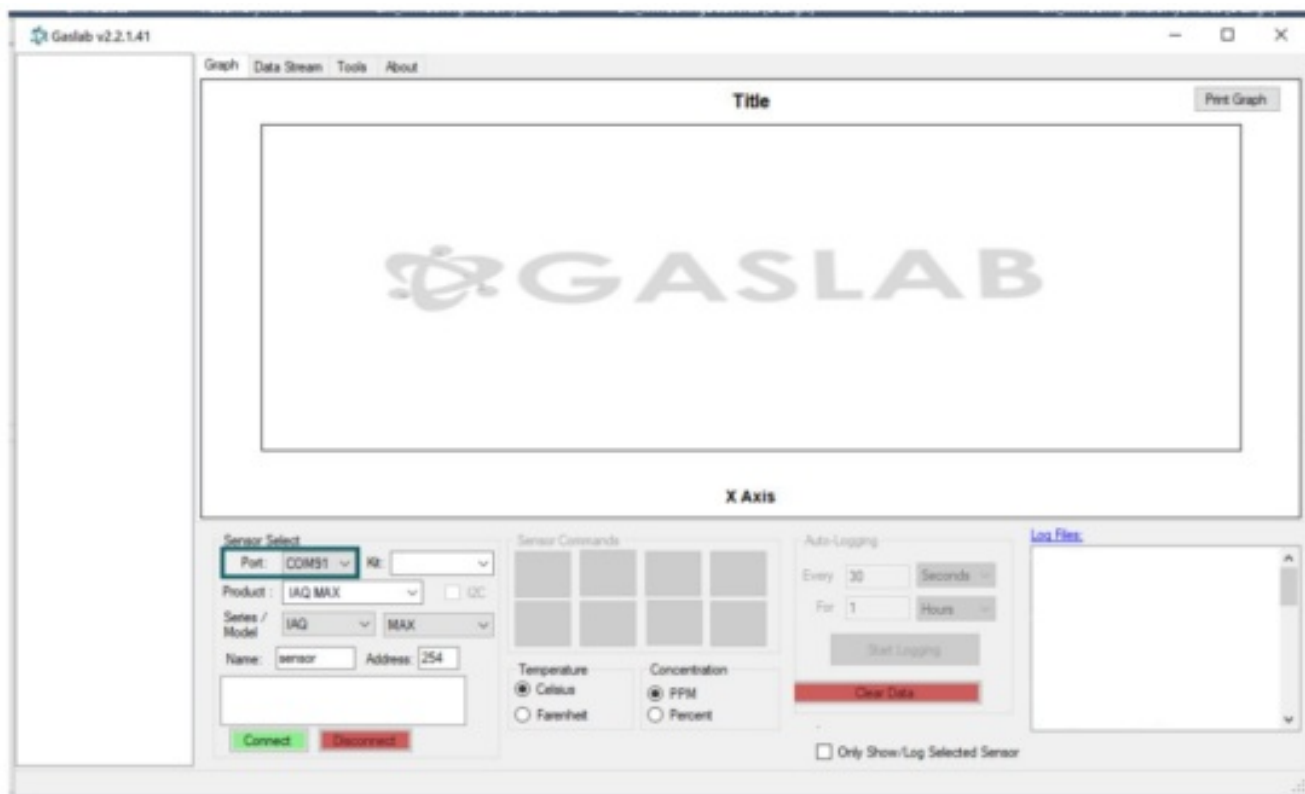 Gaslab v2.2.1.41
Graph Data Stream Tools About
Title
Print Graph
GASLAB
X Axis
Sensor Select
Port: COM91 Kit:
Product : IAQ MAX I2C
Series / Model IAQ MAX
Name: sensor Address: 254
Connect Disconnect
Sensor Commands
Temperature
Celsius
Farenheit
Concentration
PPM
Percent
Auto-Logging
Every 30 Seconds
For 1 Hours
Start Logging
Clear Data
Only Show/Log Selected Sensor
Log Files: